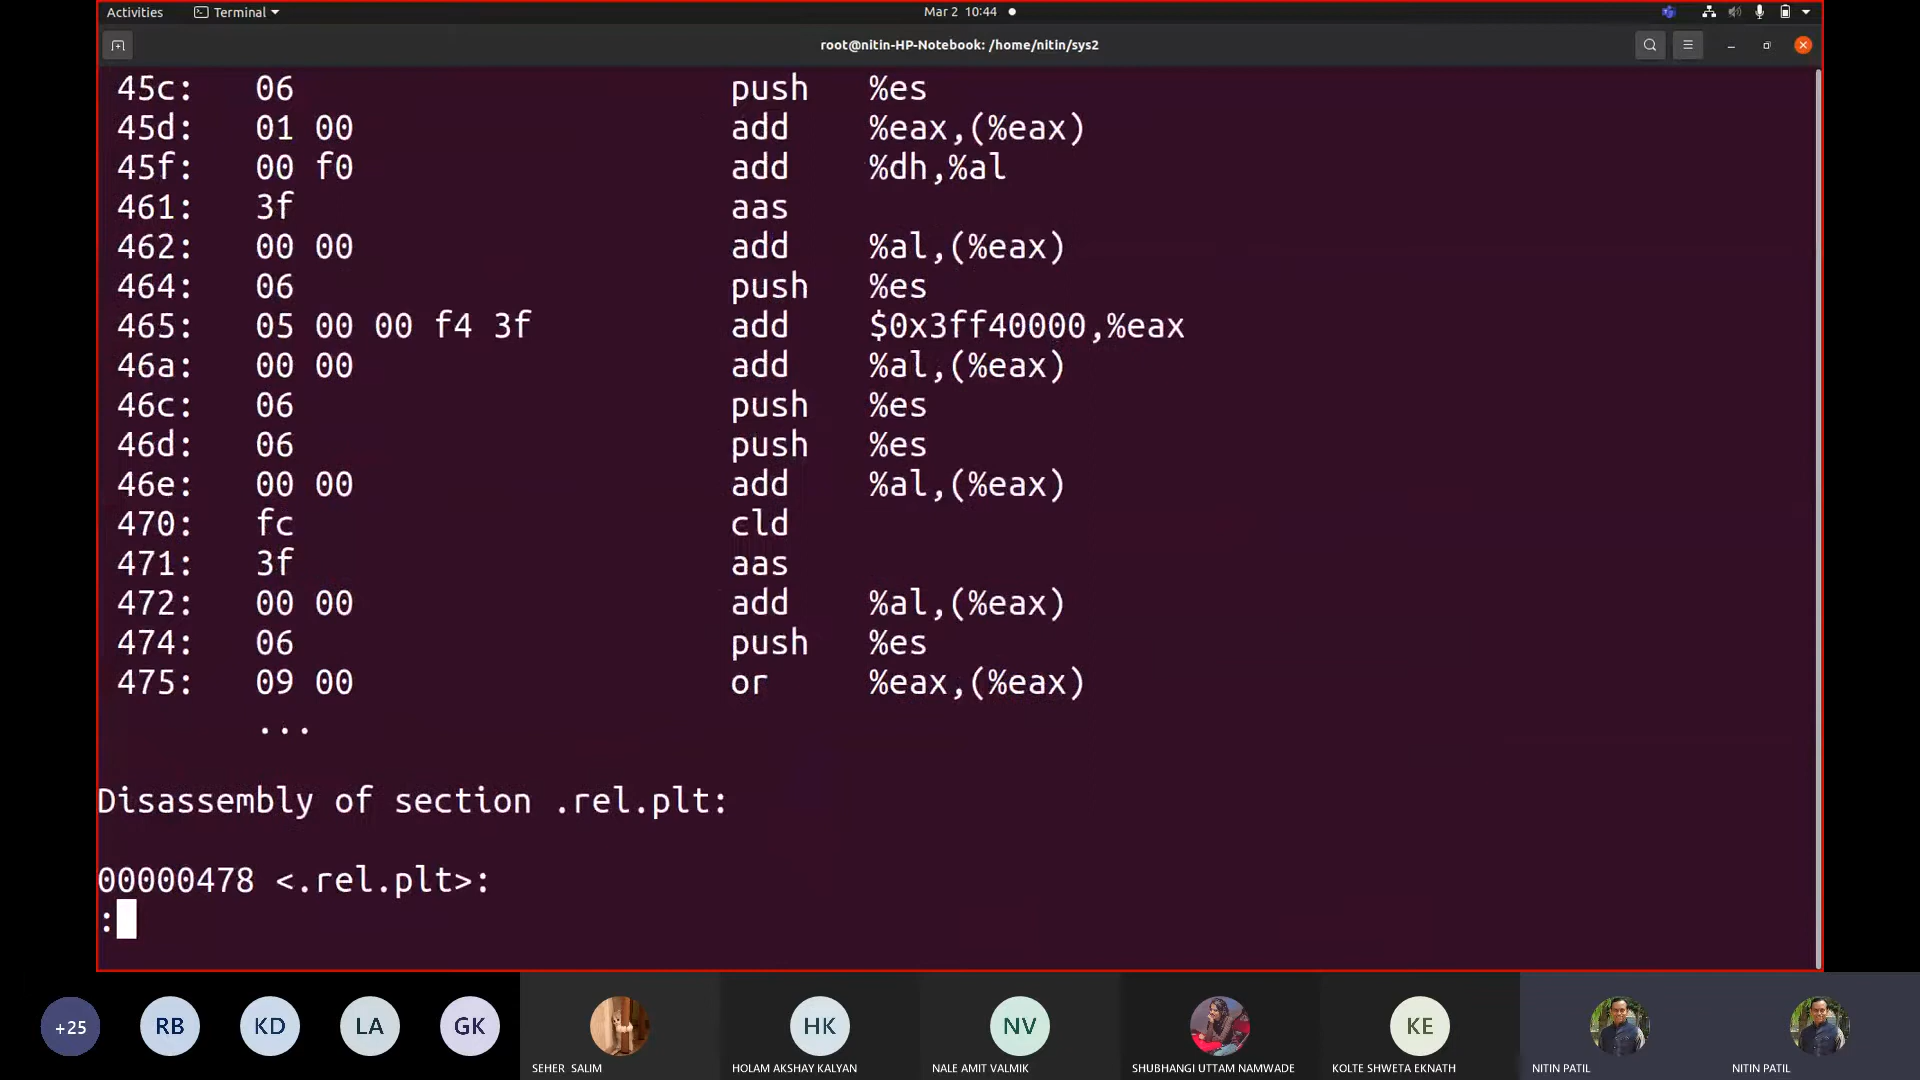 Activities Terminal Mar 2 10:44
root@nitin-HP-Notebook: /home/nitin/sys2
45c: 06 push %es
45d: 01 00 add %eax,(%eax)
45f: 00 f0 add %dh,%al
461: 3f aas
462: 00 00 add %al,(%eax)
464: 06 push %es
465: 05 00 00 f4 3f add $0x3ff40000,%eax
46a: 00 00 add %al,(%eax)
46c: 06 push %es
46d: 06 push %es
46e: 00 00 add %al,(%eax)
470: fc cld
471: 3f aas
472: 00 00 add %al,(%eax)
474: 06 push %es
475: 09 00 or %eax,(%eax)
...
Disassembly of section .rel.plt:
00000478 <.rel.plt>:
:
+25 RB KD LA GK HK NV KE
SEHER SALIM HOLAM AKSHAY KALYAN NALE AMIT VALMIK SHUBHANGI UTTAM NAMWADE KOLTE SHWETA EKNATH NITIN PATIL NITIN PATIL